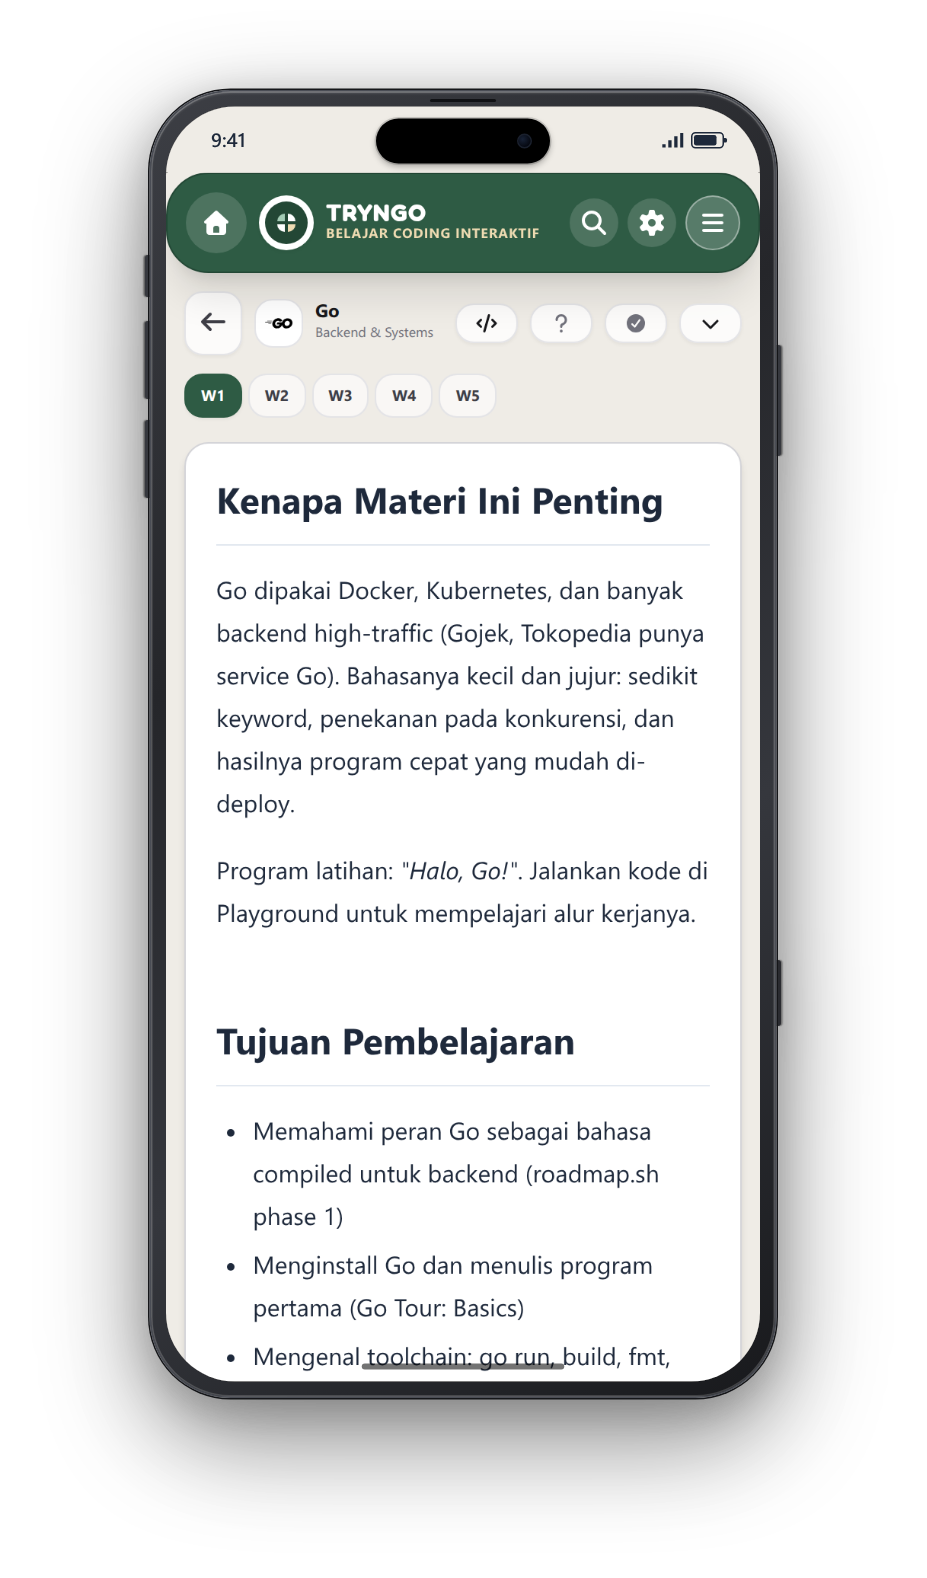 9:41
TRYNGO
BELAJAR CODING INTERAKTIF
GO
Go
Backend & Systems
</>
?
W1 W2 W3 W4 W5
Kenapa Materi Ini Penting
Go dipakai Docker, Kubernetes, dan banyak
backend high-traffic (Gojek, Tokopedia punya
service Go). Bahasanya kecil dan jujur: sedikit
keyword, penekanan pada konkurensi, dan
hasilnya program cepat yang mudah di-
deploy.
Program latihan: "Halo, Go!". Jalankan kode di
Playground untuk mempelajari alur kerjanya.
Tujuan Pembelajaran
• Memahami peran Go sebagai bahasa
compiled untuk backend (roadmap.sh
phase 1)
• Menginstall Go dan menulis program
pertama (Go Tour: Basics)
• Mengenal toolchain: go run, build, fmt,